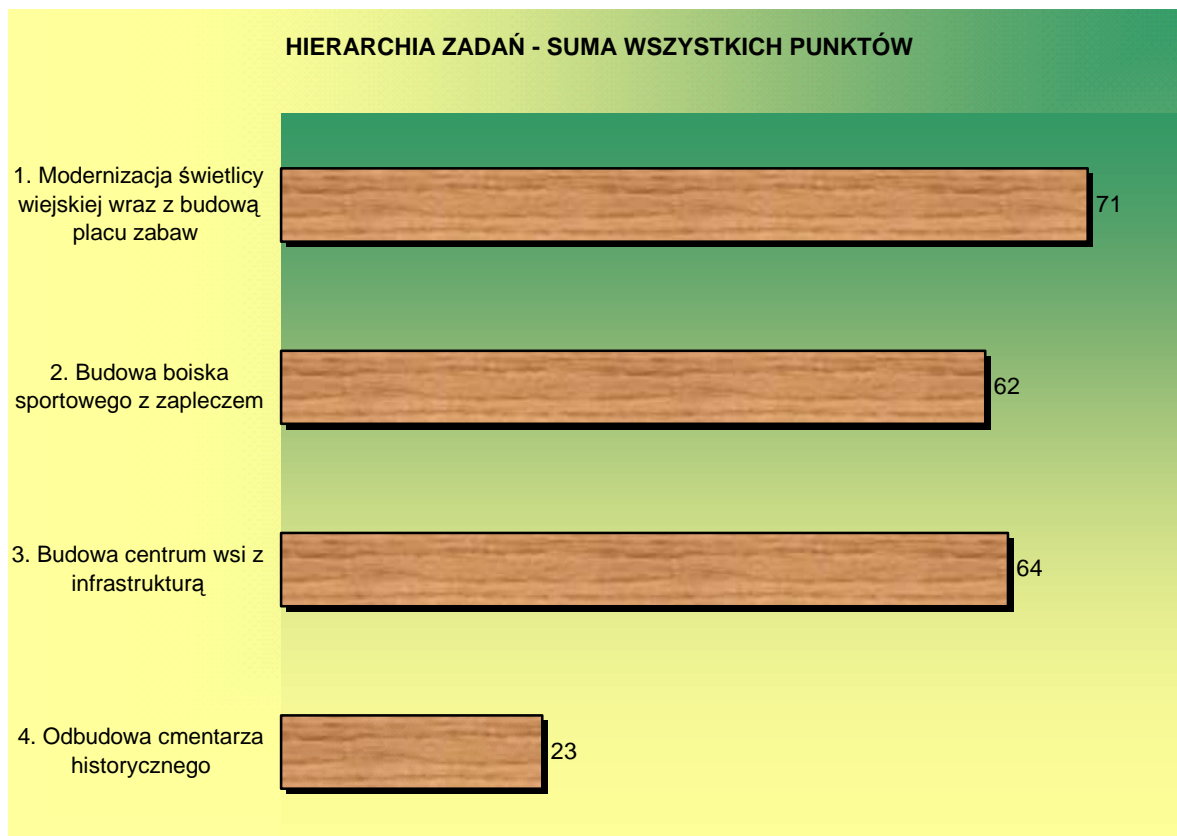 HIERARCHIA ZADAŃ - SUMA WSZYSTKICH PUNKTÓW
1. Modernizacja świetlicy
wiejskiej wraz z budową
placu zabaw
71
2. Budowa boiska
sportowego z zapleczem
62
3. Budowa centrum wsi z
infrastrukturą
64
4. Odbudowa cmentarza
historycznego
23